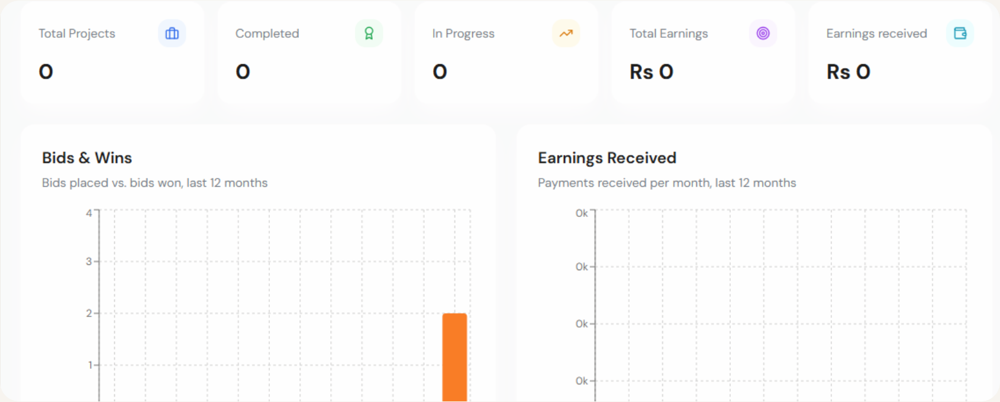 Total Projects
0
Completed
0
In Progress
0
Total Earnings
Rs 0
Earnings received
Rs 0
Bids & Wins
Bids placed vs. bids won, last 12 months
4
3
2
1
Earnings Received
Payments received per month, last 12 months
0k
0k
0k
0k